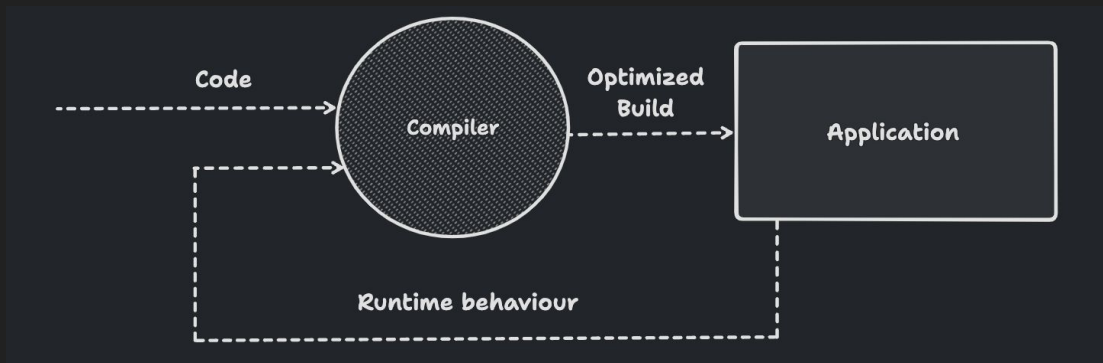 Code
Compiler
Optimized
Build
Application
Runtime behaviour